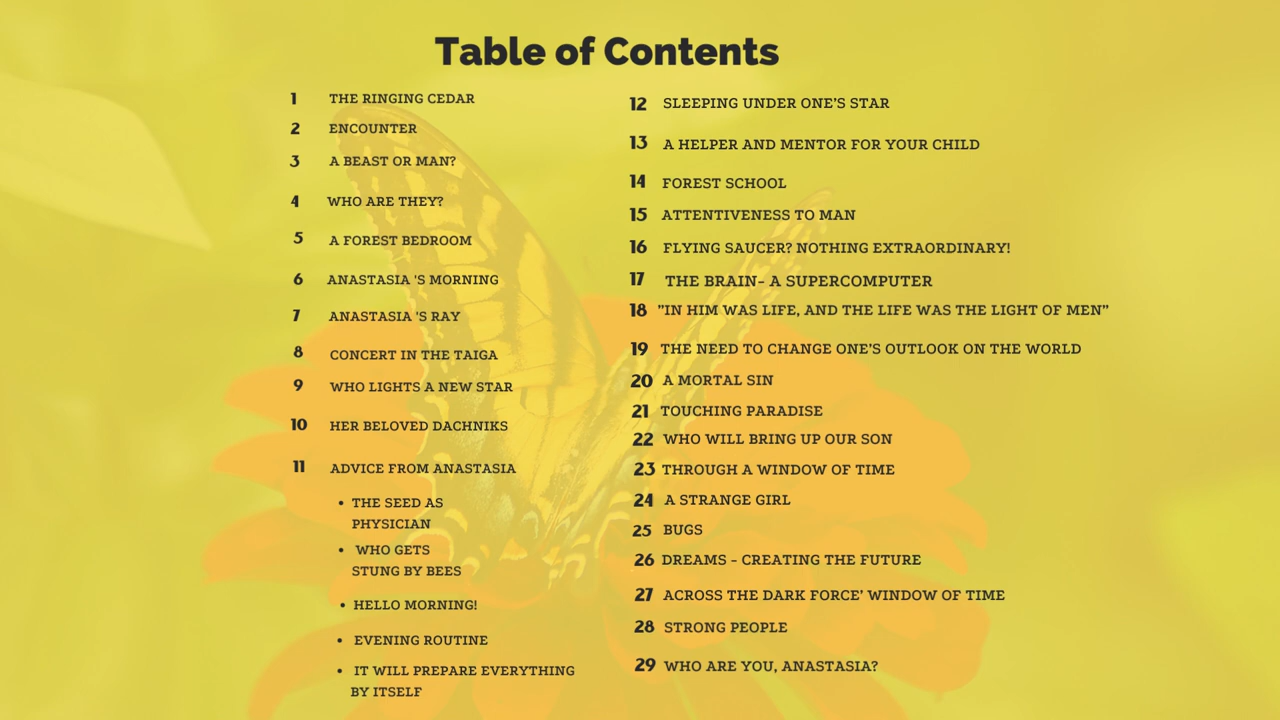 Table of Contents
1 THE RINGING CEDAR
2 ENCOUNTER
3 A BEAST OR MAN?
4 WHO ARE THEY?
5 A FOREST BEDROOM
6 ANASTASIA 'S MORNING
7 ANASTASIA 'S RAY
8 CONCERT IN THE TAIGA
9 WHO LIGHTS A NEW STAR
10 HER BELOVED DACHNIKS
11 ADVICE FROM ANASTASIA
• THE SEED AS
PHYSICIAN
• WHO GETS
STUNG BY BEES
• HELLO MORNING!
• EVENING ROUTINE
• IT WILL PREPARE EVERYTHING
BY ITSELF
12 SLEEPING UNDER ONE'S STAR
13 A HELPER AND MENTOR FOR YOUR CHILD
14 FOREST SCHOOL
15 ATTENTIVENESS TO MAN
16 FLYING SAUCER? NOTHING EXTRAORDINARY!
17 THE BRAIN- A SUPERCOMPUTER
18 "IN HIM WAS LIFE, AND THE LIFE WAS THE LIGHT OF MEN"
19 THE NEED TO CHANGE ONE'S OUTLOOK ON THE WORLD
20 A MORTAL SIN
21 TOUCHING PARADISE
22 WHO WILL BRING UP OUR SON
23 THROUGH A WINDOW OF TIME
24 A STRANGE GIRL
25 BUGS
26 DREAMS - CREATING THE FUTURE
27 ACROSS THE DARK FORCE' WINDOW OF TIME
28 STRONG PEOPLE
29 WHO ARE YOU, ANASTASIA?